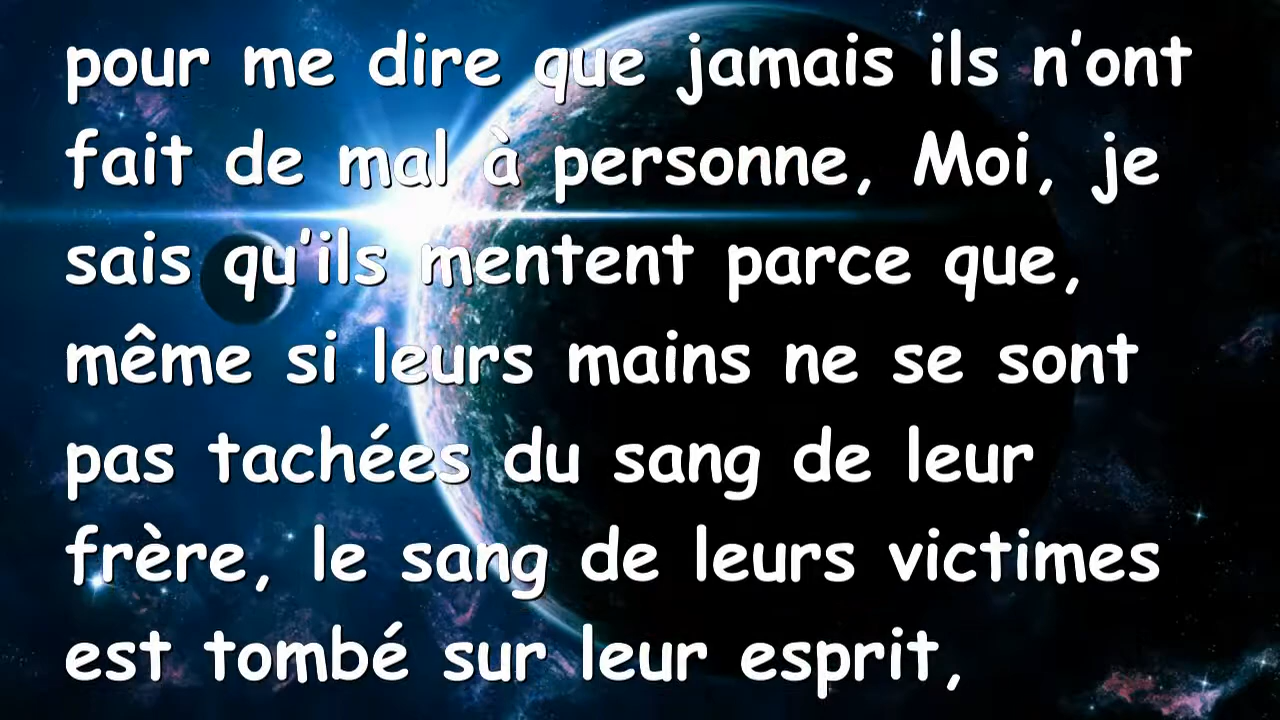 pour me dire que jamais ils n'ont
fait de mal à personne, Moi, je
sais qu'ils mentent parce que,
même si leurs mains ne se sont
pas tachées du sang de leur
frère, le sang de leurs victimes
est tombé sur leur esprit,